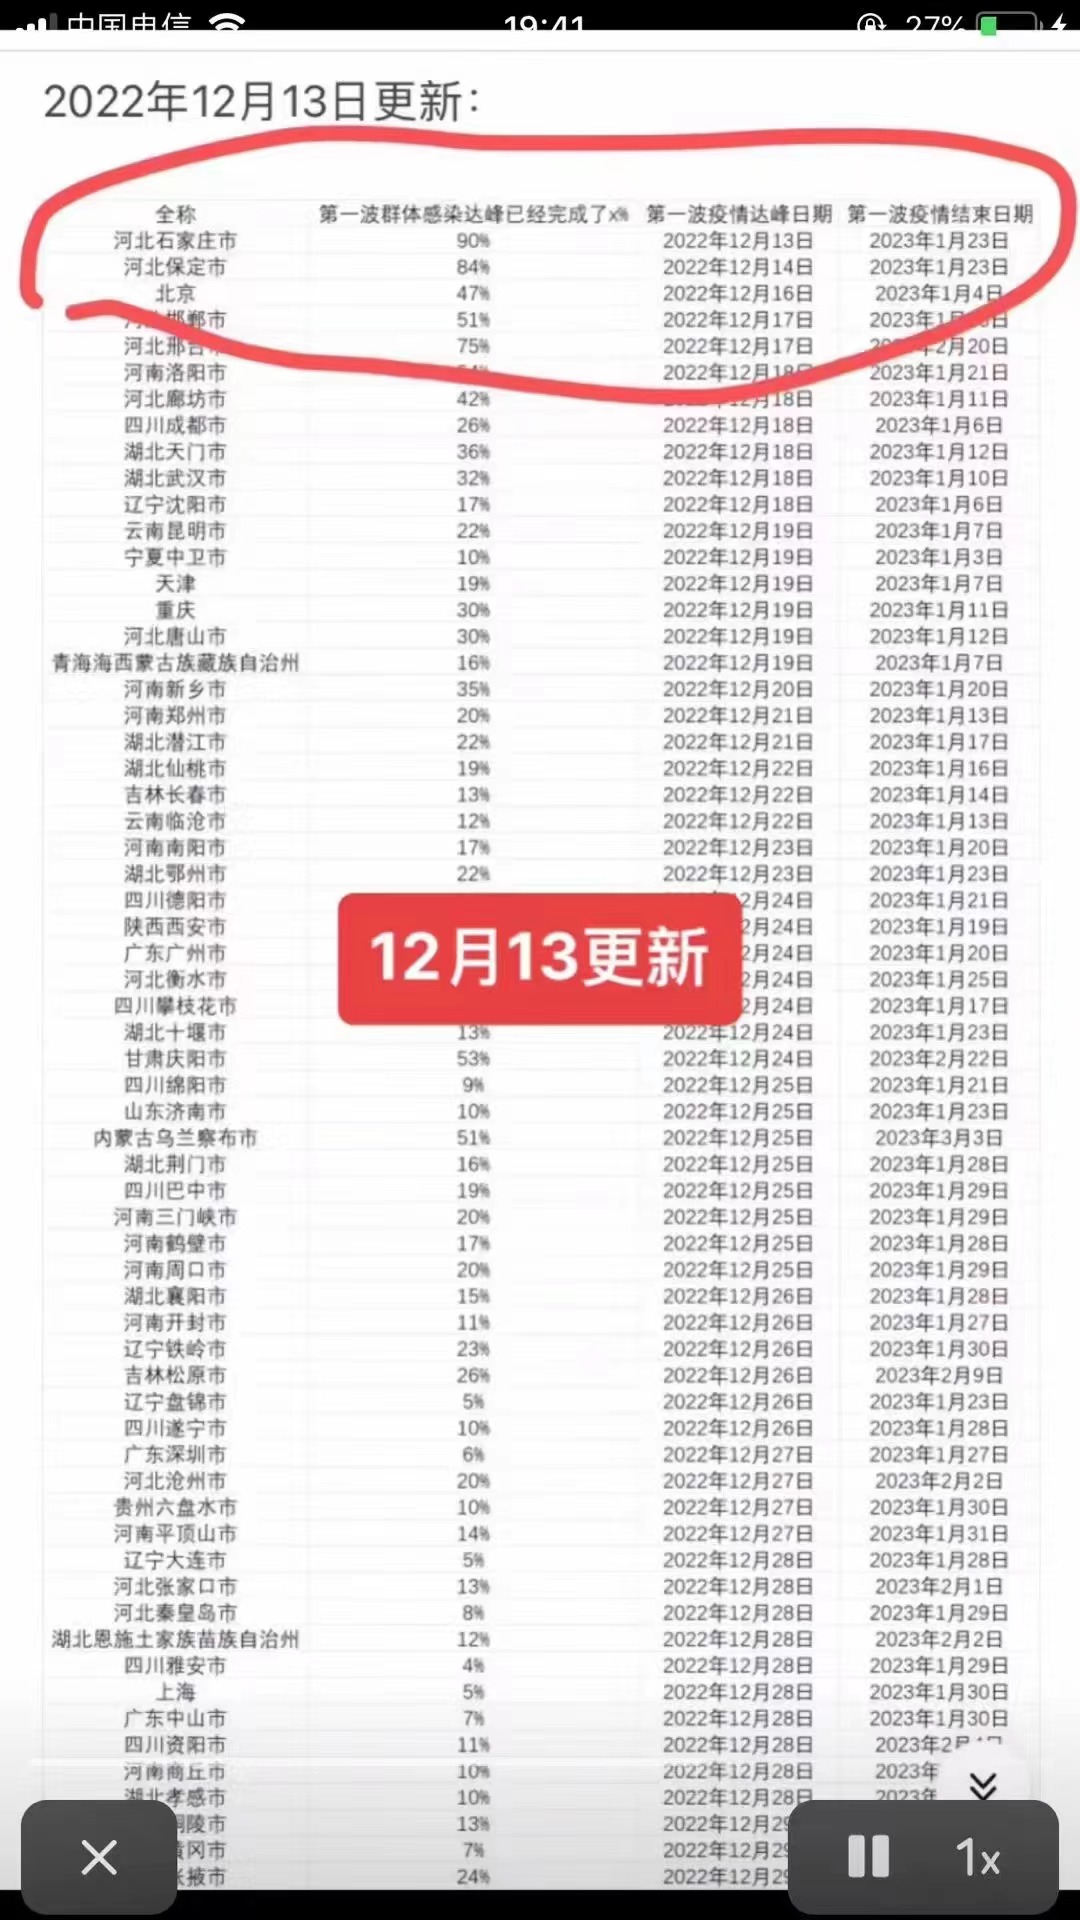 中国电信 19:41 27%
2022年12月13日更新：
全称 第一波群体感染达峰已经完成了x% 第一波疫情达峰日期 第一波疫情结束日期
河北石家庄市 90% 2022年12月13日 2023年1月23日
河北保定市 84% 2022年12月14日 2023年1月23日
北京 47% 2022年12月16日 2023年1月4日
邯郸市 51% 2022年12月17日 2023年1月 日
河北邢台 75% 2022年12月17日 年2月20日
河南洛阳市 2022年12月18日 2023年1月21日
河北廊坊市 42% 12月18日 2023年1月11日
四川成都市 26% 2022年12月18日 2023年1月6日
湖北天门市 36% 2022年12月18日 2023年1月12日
湖北武汉市 32% 2022年12月18日 2023年1月10日
辽宁沈阳市 17% 2022年12月18日 2023年1月6日
云南昆明市 22% 2022年12月19日 2023年1月7日
宁夏中卫市 10% 2022年12月19日 2023年1月3日
天津 19% 2022年12月19日 2023年1月7日
重庆 30% 2022年12月19日 2023年1月11日
河北唐山市 30% 2022年12月19日 2023年1月12日
青海海西蒙古族藏族自治州 16% 2022年12月19日 2023年1月7日
河南新乡市 35% 2022年12月20日 2023年1月20日
河南郑州市 20% 2022年12月21日 2023年1月13日
湖北潜江市 22% 2022年12月21日 2023年1月17日
湖北仙桃市 19% 2022年12月22日 2023年1月16日
吉林长春市 13% 2022年12月22日 2023年1月14日
云南临沧市 12% 2022年12月22日 2023年1月13日
河南南阳市 17% 2022年12月23日 2023年1月20日
湖北鄂州市 22% 2022年12月23日 2023年1月23日
四川德阳市 2月24日 2023年1月21日
陕西西安市 2月24日 2023年1月19日
广东广州市 2月24日 2023年1月20日
12月13更新
河北衡水市 2月24日 2023年1月25日
四川攀枝花市 2月24日 2023年1月17日
湖北十堰市 13% 2022年12月24日 2023年1月23日
甘肃庆阳市 53% 2022年12月24日 2023年2月22日
四川绵阳市 9% 2022年12月25日 2023年1月21日
山东济南市 10% 2022年12月25日 2023年1月23日
内蒙古乌兰察布市 51% 2022年12月25日 2023年3月3日
湖北荆门市 16% 2022年12月25日 2023年1月28日
四川巴中市 19% 2022年12月25日 2023年1月29日
河南三门峡市 20% 2022年12月25日 2023年1月29日
河南鹤壁市 17% 2022年12月25日 2023年1月28日
河南周口市 20% 2022年12月25日 2023年1月29日
湖北襄阳市 15% 2022年12月26日 2023年1月28日
河南开封市 11% 2022年12月26日 2023年1月27日
辽宁铁岭市 23% 2022年12月26日 2023年1月30日
吉林松原市 26% 2022年12月26日 2023年2月9日
辽宁盘锦市 5% 2022年12月26日 2023年1月23日
四川遂宁市 10% 2022年12月26日 2023年1月28日
广东深圳市 6% 2022年12月27日 2023年1月27日
河北沧州市 20% 2022年12月27日 2023年2月2日
贵州六盘水市 10% 2022年12月27日 2023年1月30日
河南平顶山市 14% 2022年12月27日 2023年1月31日
辽宁大连市 5% 2022年12月28日 2023年1月28日
河北张家口市 13% 2022年12月28日 2023年2月1日
河北秦皇岛市 8% 2022年12月28日 2023年1月29日
湖北恩施土家族苗族自治州 12% 2022年12月28日 2023年2月2日
四川雅安市 4% 2022年12月28日 2023年1月29日
上海 5% 2022年12月28日 2023年1月30日
广东中山市 7% 2022年12月28日 2023年1月30日
四川资阳市 11% 2022年12月28日 2023年2月
河南商丘市 10% 2022年12月28日 2023年
湖北孝感市 10% 2022年12月28日 2023年
铜陵市 13% 2022年12月29
黄冈市 7% 2022年12月29
张掖市 24% 2022年12月29
1x